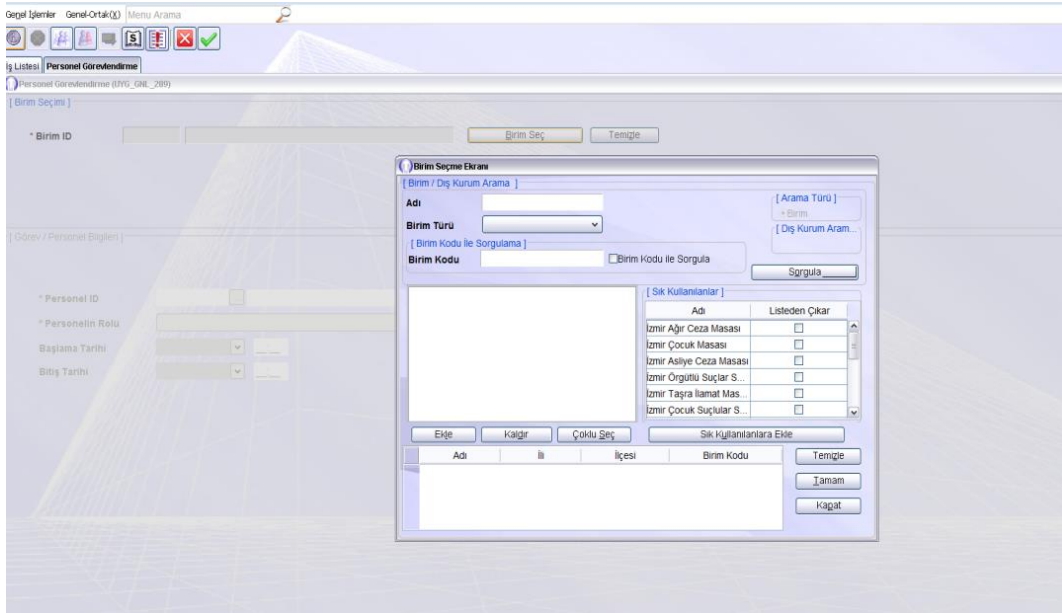 Genel İşlemler Genel-Ortak(X) Menu Arama
İş Listesi Personel Görevlendirme
Personel Görevlendirme (UYG_GNL_289)
[ Birim Seçimi ]
* Birim ID Birim Seç Temizle
Birim Seçme Ekranı
[ Birim / Dış Kurum Arama ]
Adı
[ Arama Türü ]
Birim
Birim Türü
[ Dış Kurum Aram...
[ Görev / Personel Bilgileri ]
[ Birim Kodu İle Sorgulama ]
Birim Kodu Birim Kodu ile Sorgula
Sorgula
[ Sık Kullanılanlar ]
* Personel ID
Adı Listeden Çıkar
* Personelin Rolü
İzmir Ağır Ceza Masası
Başlama Tarihi
İzmir Çocuk Masası
İzmir Asliye Ceza Masası
Bitiş Tarihi
İzmir Örgütlü Suçlar S...
İzmir Taşra İlamat Mas...
İzmir Çocuk Suçlular S...
Ekle Kaldır Çoklu Seç Sık Kullanılanlara Ekle
Adı İli İlçesi Birim Kodu Temizle
Tamam
Kapat